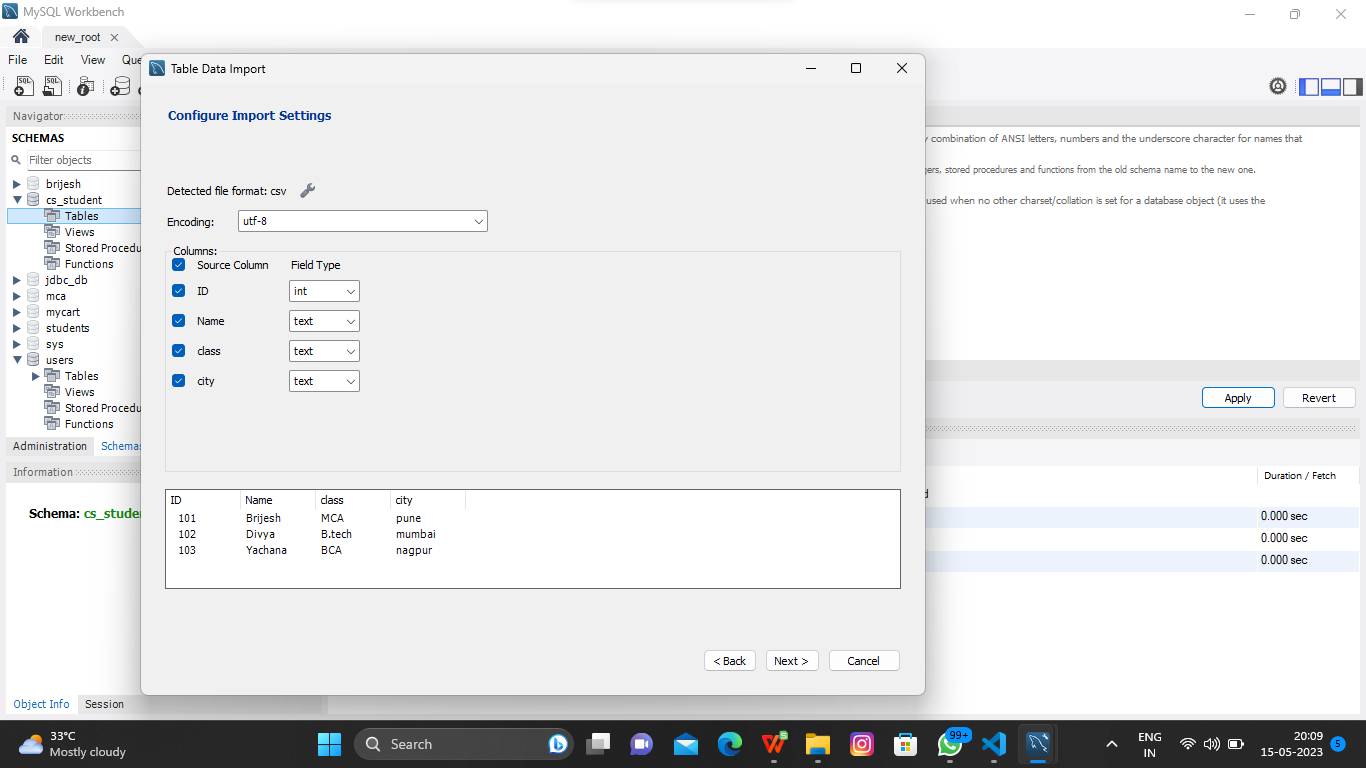 MySQL Workbench
new_root
File Edit View Que
Table Data Import
Navigator
SCHEMAS
Filter objects
brijesh
cs_student
Tables
Views
Stored Procedu
Functions
jdbc_db
mca
mycart
students
sys
users
Tables
Views
Stored Procedu
Functions
Administration Schemas
Information
Schema: cs_studen
Object Info Session
Configure Import Settings
Detected file format: csv
Encoding: utf-8
Columns:
Source Column Field Type
ID int
Name text
class text
city text
ID Name class city
101 Brijesh MCA pune
102 Divya B.tech mumbai
103 Yachana BCA nagpur
< Back Next > Cancel
combination of ANSI letters, numbers and the underscore character for names that
gers, stored procedures and functions from the old schema name to the new one.
used when no other charset/collation is set for a database object (it uses the
Apply Revert
Duration / Fetch
0.000 sec
0.000 sec
0.000 sec
33°C
Mostly cloudy
Search
99+
ENG
IN
20:09
15-05-2023
5